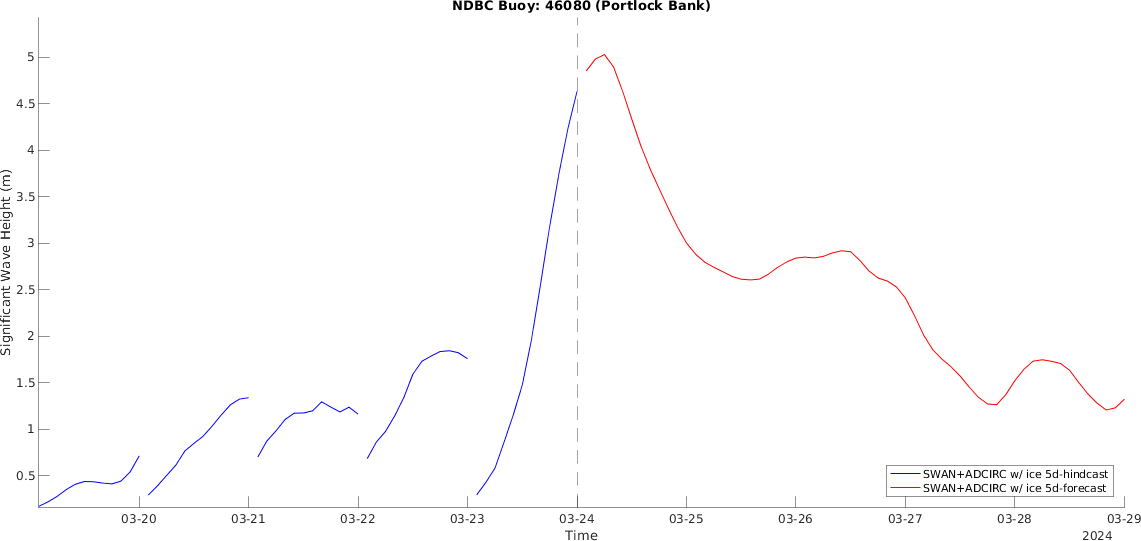 NDBC Buoy: 46080 (Portlock Bank)
Significant Wave Height (m)
5
4.5
4
3.5
3
2.5
2
1.5
1
0.5
SWAN+ADCIRC w/ ice 5d-hindcast
SWAN+ADCIRC w/ ice 5d-forecast
03-20 03-21 03-22 03-23 03-24 03-25 03-26 03-27 03-28 03-29
Time
2024